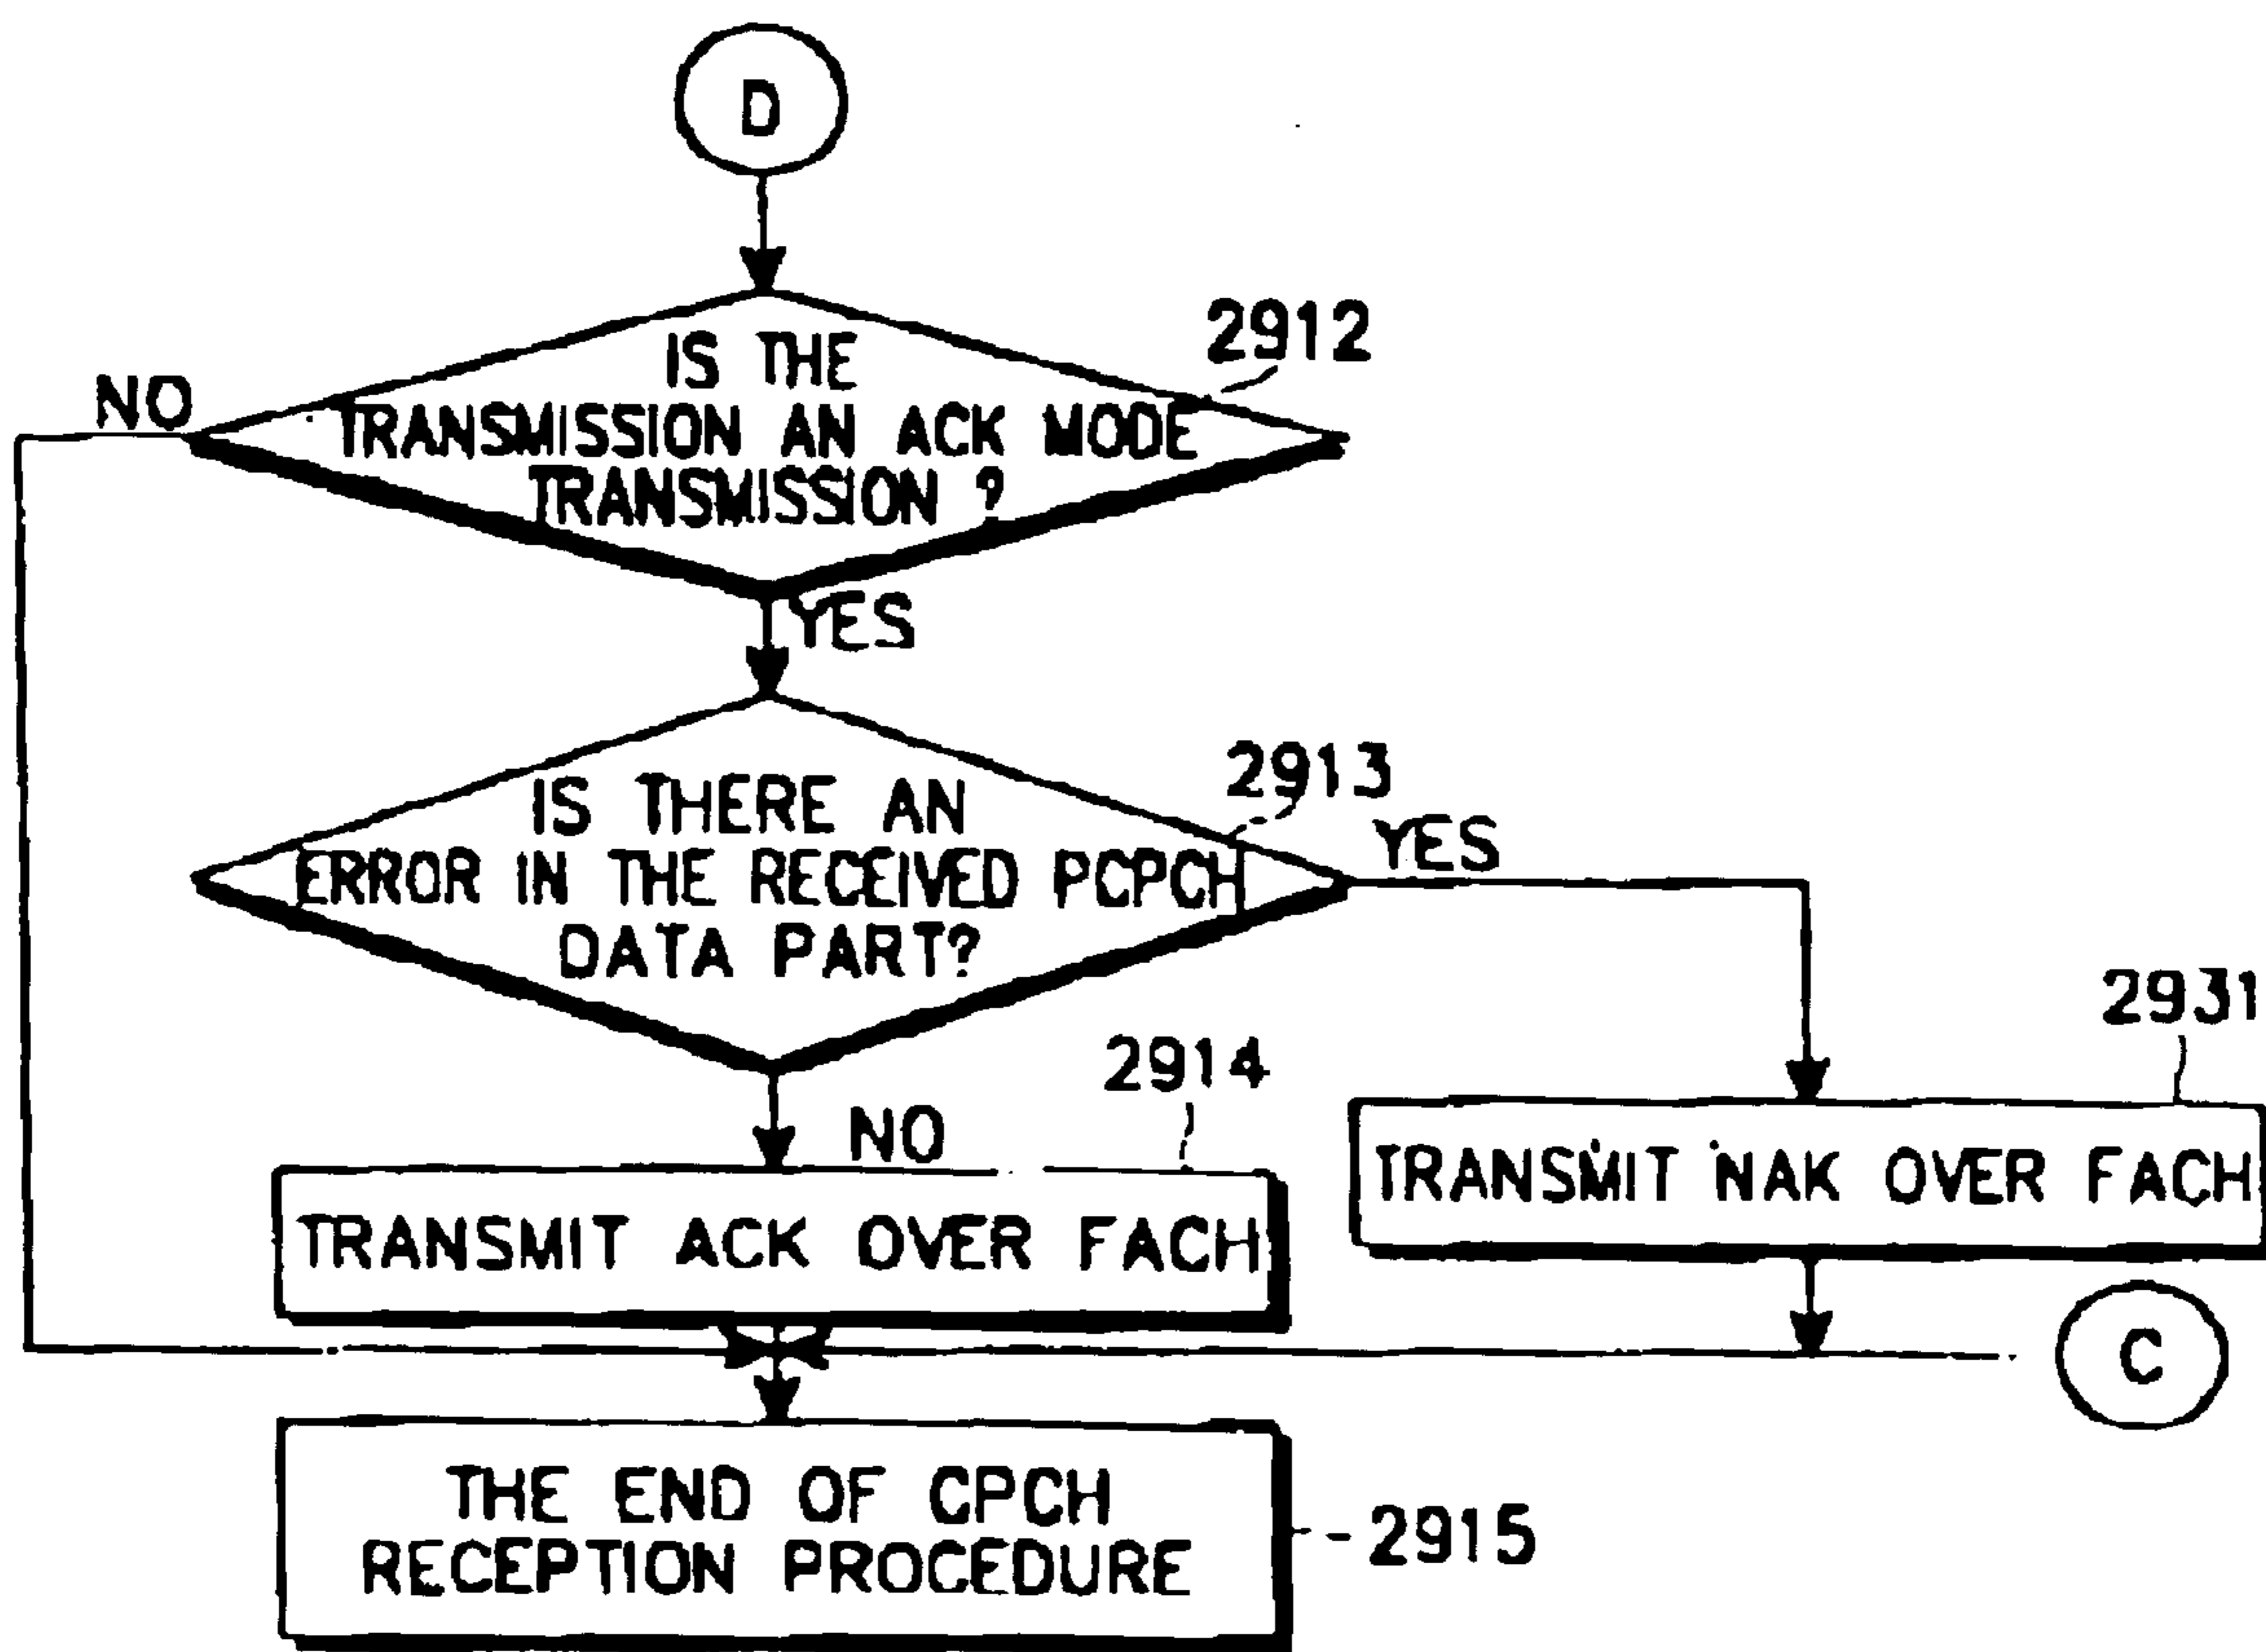 D
2912
IS THE
NO
TRANSMISSION AN ACK MODE
TRANSMISSION ?
YES
2913
IS THERE AN
YES
ERROR IN THE RECEIVED PCPCH
DATA PART?
2931
2914
NO
TRANSMIT NAK OVER FACH
TRANSMIT ACK OVER FACH
C
THE END OF CPCH
RECEPTION PROCEDURE
2915